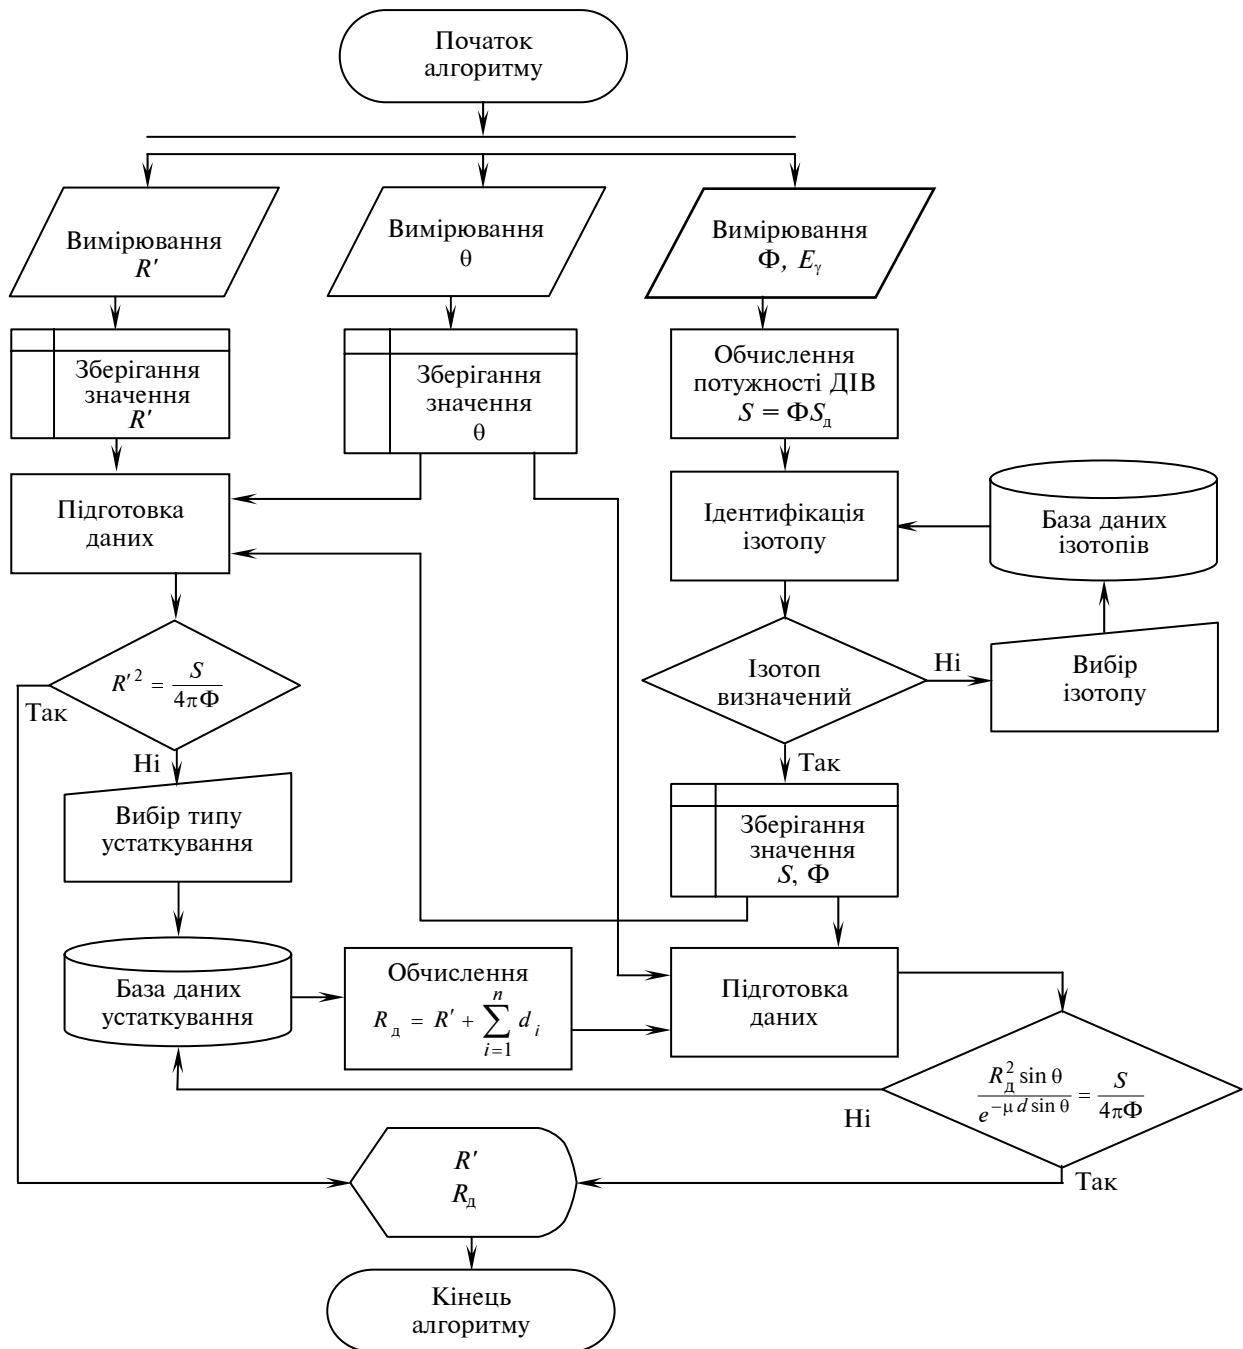 Початок
алгоритму
Вимірювання
R′
Вимірювання
θ
Вимірювання
Φ, E_γ
Зберігання
значення
R′
Зберігання
значення
θ
Обчислення
потужності ДІВ
S = ΦS_д
Підготовка
даних
Ідентифікація
ізотопу
База даних
ізотопів
R′² = S/(4πΦ)
Так
Ні
Ізотоп
визначений
Ні
Так
Вибір
ізотопу
Вибір типу
устаткування
Зберігання
значення
S, Φ
База даних
устаткування
Обчислення
R_д = R′ + ∑_{i=1}^{n} d_i
Підготовка
даних
R_д² sin θ / e^{−μ d sin θ} = S/(4πΦ)
Ні
Так
R′
R_д
Кінець
алгоритму